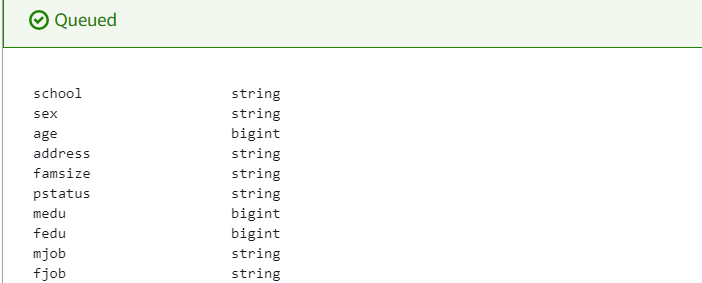 Queued
school string
sex string
age bigint
address string
famsize string
pstatus string
medu bigint
fedu bigint
mjob string
fjob string